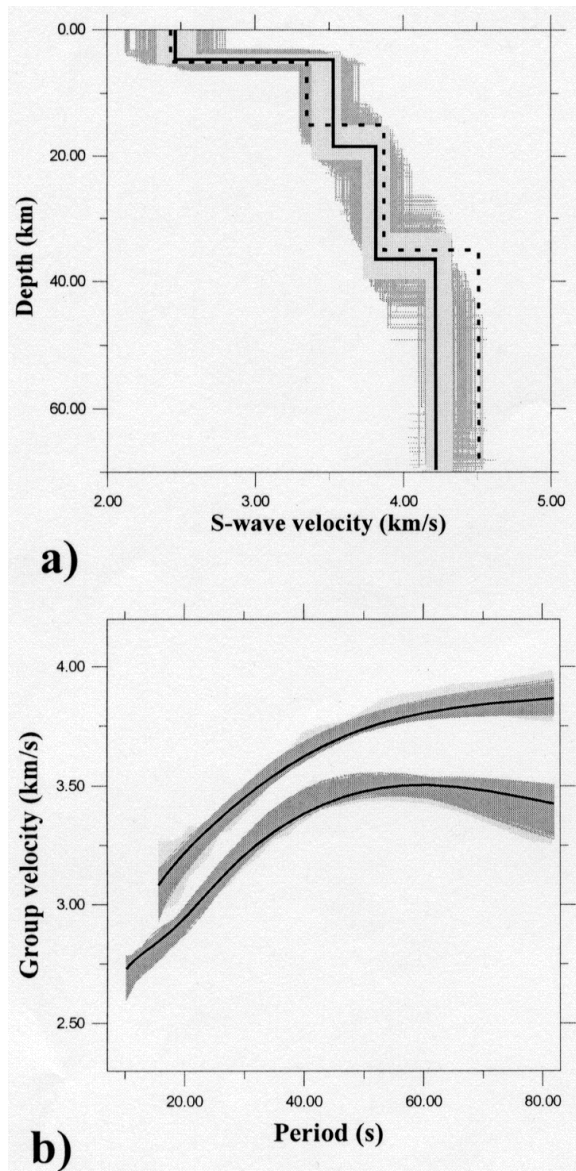 0.00
20.00
40.00
60.00
Depth (km)
2.00 3.00 4.00 5.00
S-wave velocity (km/s)
a)
4.00
3.50
3.00
2.50
Group velocity (km/s)
20.00 40.00 60.00 80.00
Period (s)
b)